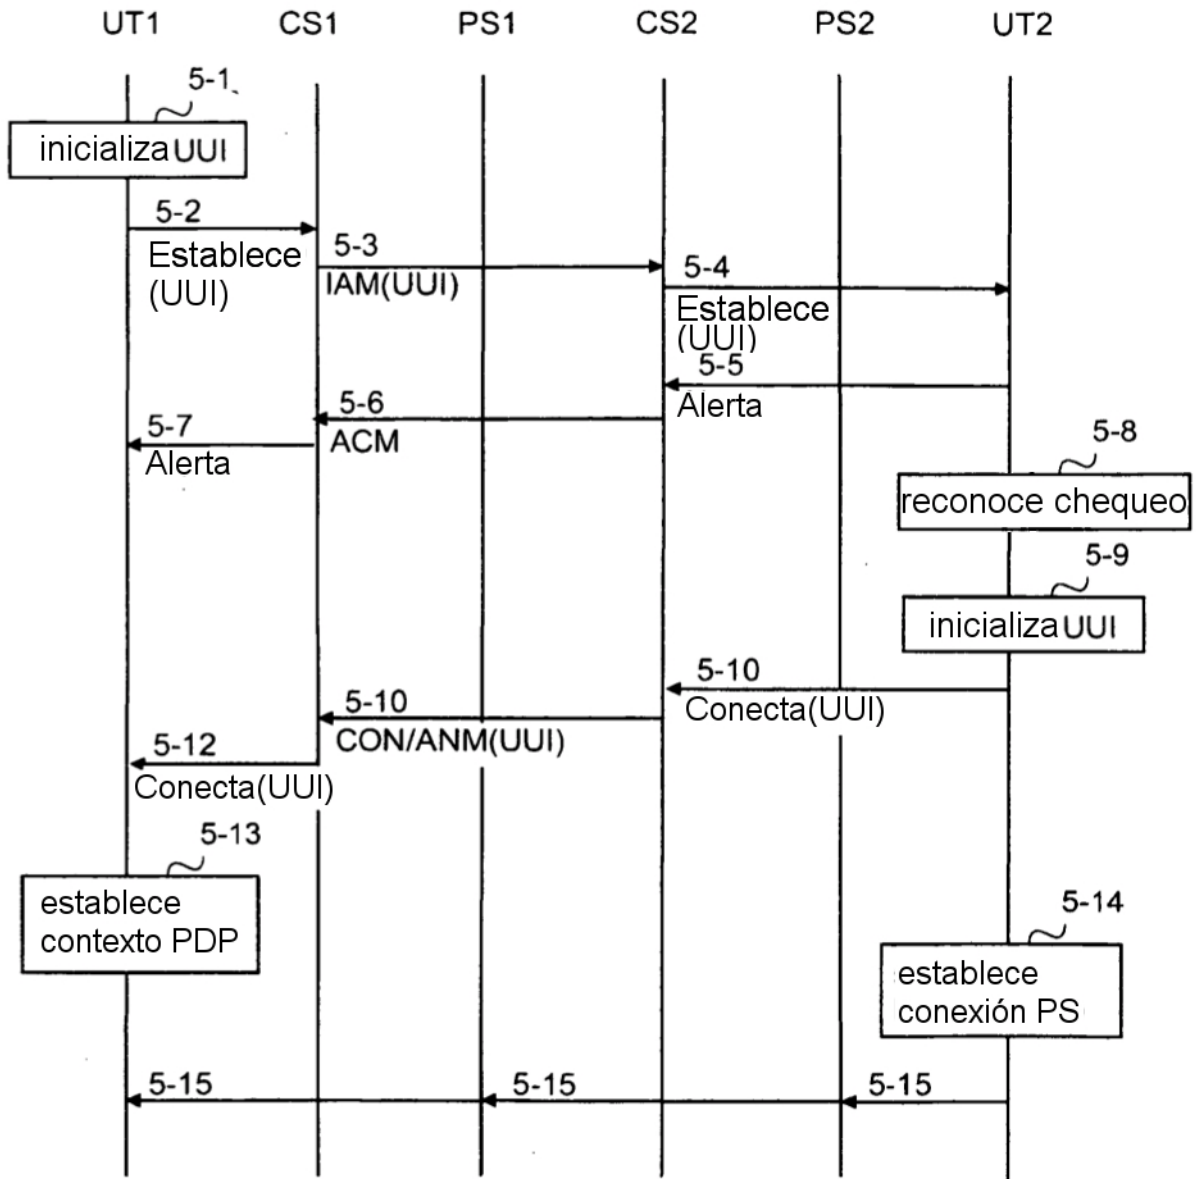 UT1 CS1 PS1 CS2 PS2 UT2
5-1
inicializa UUI
5-2
Establece
(UUI)
5-3
IAM(UUI)
5-4
Establece
(UUI)
5-5
Alerta
5-6
ACM
5-7
Alerta
5-8
reconoce chequeo
5-9
inicializa UUI
5-10
Conecta(UUI)
5-10
CON/ANM(UUI)
5-12
Conecta(UUI)
5-13
establece
contexto PDP
5-14
establece
conexión PS
5-15 5-15 5-15